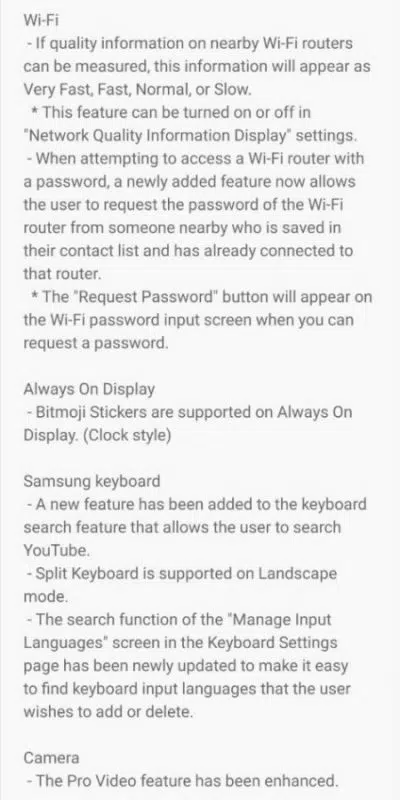 Wi-Fi
- If quality information on nearby Wi-Fi routers
can be measured, this information will appear as
Very Fast, Fast, Normal, or Slow.
* This feature can be turned on or off in
"Network Quality Information Display" settings.
- When attempting to access a Wi-Fi router with
a password, a newly added feature now allows
the user to request the password of the Wi-Fi
router from someone nearby who is saved in
their contact list and has already connected to
that router.
* The "Request Password" button will appear on
the Wi-Fi password input screen when you can
request a password.
Always On Display
- Bitmoji Stickers are supported on Always On
Display. (Clock style)
Samsung keyboard
- A new feature has been added to the keyboard
search feature that allows the user to search
YouTube.
- Split Keyboard is supported on Landscape
mode.
- The search function of the "Manage Input
Languages" screen in the Keyboard Settings
page has been newly updated to make it easy
to find keyboard input languages that the user
wishes to add or delete.
Camera
- The Pro Video feature has been enhanced.